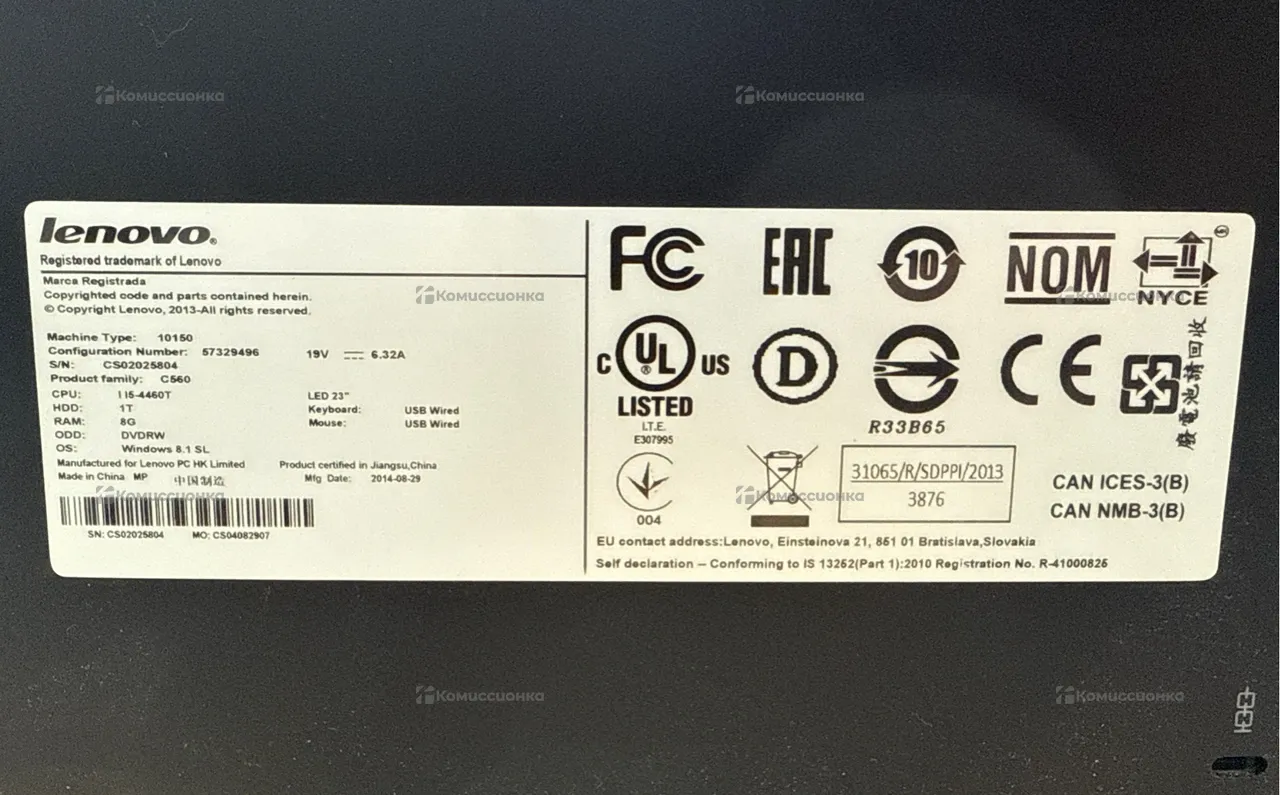 Комиссионка
Комиссионка
lenovo®
Registered trademark of Lenovo
Marca Registrada
Copyrighted code and parts contained herein.
© Copyright Lenovo, 2013-All rights reserved.
Комиссионка
Machine Type: 10150
Configuration Number: 57329496 19V 6.32A
S/N: CS02025804
Product family: C560
CPU: I I5-4460T LED 23"
HDD: 1T Keyboard: USB Wired
RAM: 8G Mouse: USB Wired
ODD: DVDRW
OS: Windows 8.1 SL
Manufactured for Lenovo PC HK Limited Product certified in Jiangsu,China
Made in China MP 中国制造 Mfg Date: 2014-08-29
Комиссионка
SN: CS02025804 MO: CS04082907
FC EAC 10 NOM NYCE
Комиссионка
C UL® US D CE
LISTED
I.T.E.
E307995
R33B65
廢電池請回收
004
31065/R/SDPPI/2013
3876
Комиссионка
CAN ICES-3(B)
CAN NMB-3(B)
EU contact address:Lenovo, Einsteinova 21, 851 01 Bratislava,Slovakia
Self declaration – Conforming to IS 13252(Part 1):2010 Registration No. R-41000825
Комиссионка
Комиссионка